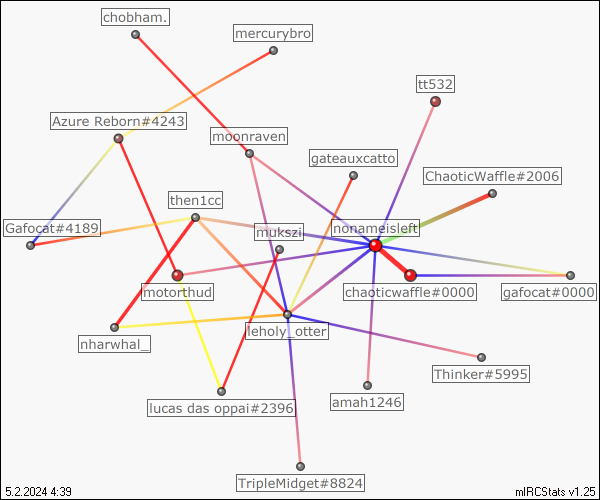 chobham.
mercurybro
tt532
Azure Reborn#4243
moonraven
gateauxcatto
ChaoticWaffle#2006
then1cc
Gafocat#4189
mukszi
nonameisleft
motorthud
chaoticwaffle#0000
gafocat#0000
leholy_otter
nharwhal_
Thinker#5995
lucas das oppai#2396
amah1246
TripleMidget#8824
5.2.2024 4:39
mIRCStats v1.25